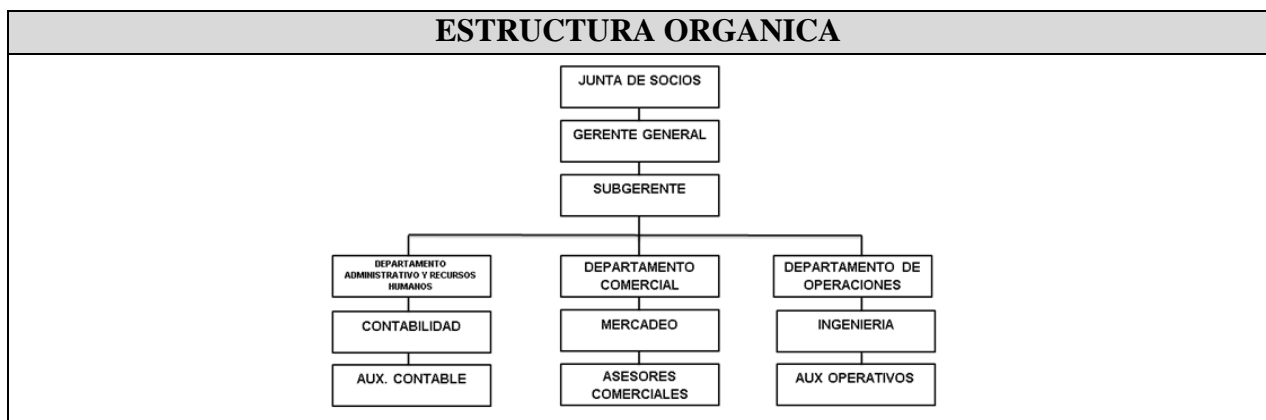 ESTRUCTURA ORGANICA
JUNTA DE SOCIOS
GERENTE GENERAL
SUBGERENTE
DEPARTAMENTO
ADMINISTRATIVO Y RECURSOS
HUMANOS
DEPARTAMENTO
COMERCIAL
DEPARTAMENTO DE
OPERACIONES
CONTABILIDAD
MERCADEO
INGENIERIA
AUX. CONTABLE
ASESORES
COMERCIALES
AUX OPERATIVOS